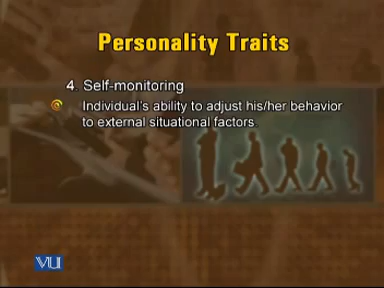 Personality Traits
4. Self-monitoring
Individual's ability to adjust his/her behavior
to external situational factors.
VU